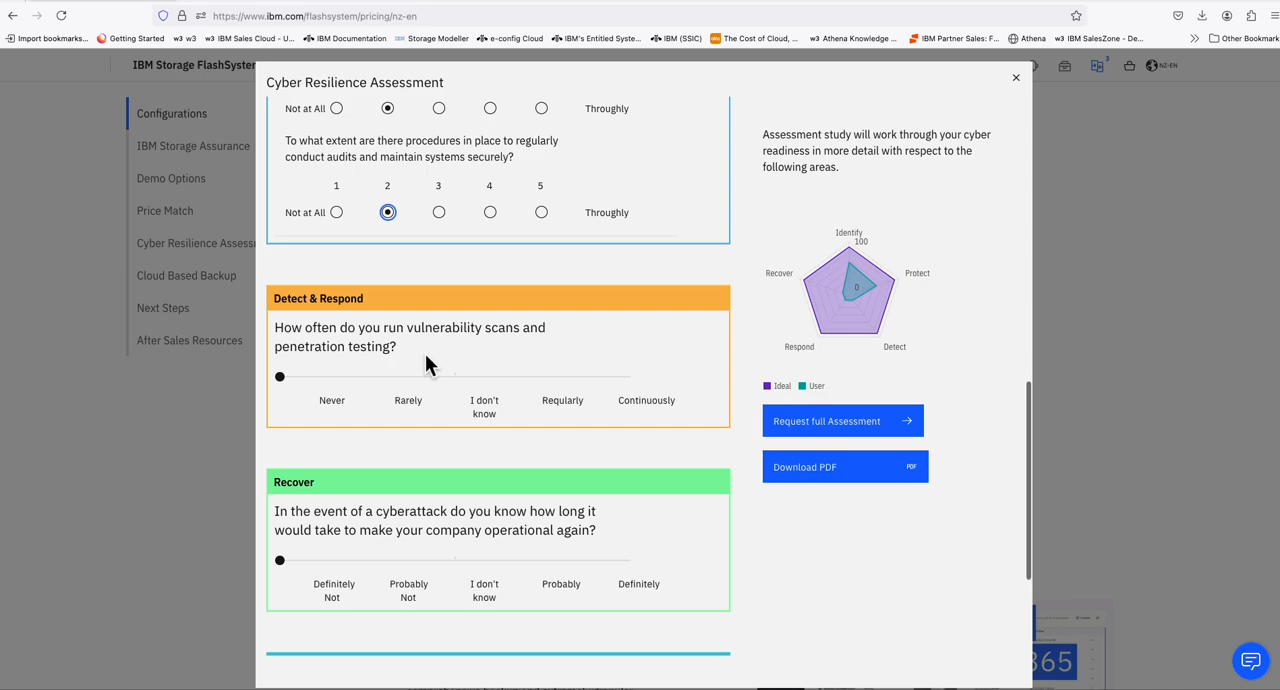 https://www.ibm.com/flashsystem/pricing/nz-en
Import bookmarks...
Getting Started
w3 w3
w3 IBM Sales Cloud - U...
IBM Documentation
IBM Storage Modeller
e-config Cloud
IBM's Entitled Syste...
IBM (SSIC)
The Cost of Cloud, ...
w3 Athena Knowledge ...
IBM Partner Sales: F...
Athena
w3 IBM SalesZone - De...
Other Bookmark
IBM Storage FlashSyster
3
NZ-EN
Configurations
IBM Storage Assurance
Demo Options
Price Match
Cyber Resilience Assess
Cloud Based Backup
Next Steps
After Sales Resources
Cyber Resilience Assessment
Not at All
Throughly
To what extent are there procedures in place to regularly
conduct audits and maintain systems securely?
1 2 3 4 5
Not at All
Throughly
Detect & Respond
How often do you run vulnerability scans and
penetration testing?
Never
Rarely
I don't
know
Reqularly
Continuously
Recover
In the event of a cyberattack do you know how long it
would take to make your company operational again?
Definitely
Not
Probably
Not
I don't
know
Probably
Definitely
Assessment study will work through your cyber
readiness in more detail with respect to the
following areas.
Identify
100
Recover
Protect
0
Respond
Detect
Ideal
User
Request full Assessment
Download PDF
PDF
365